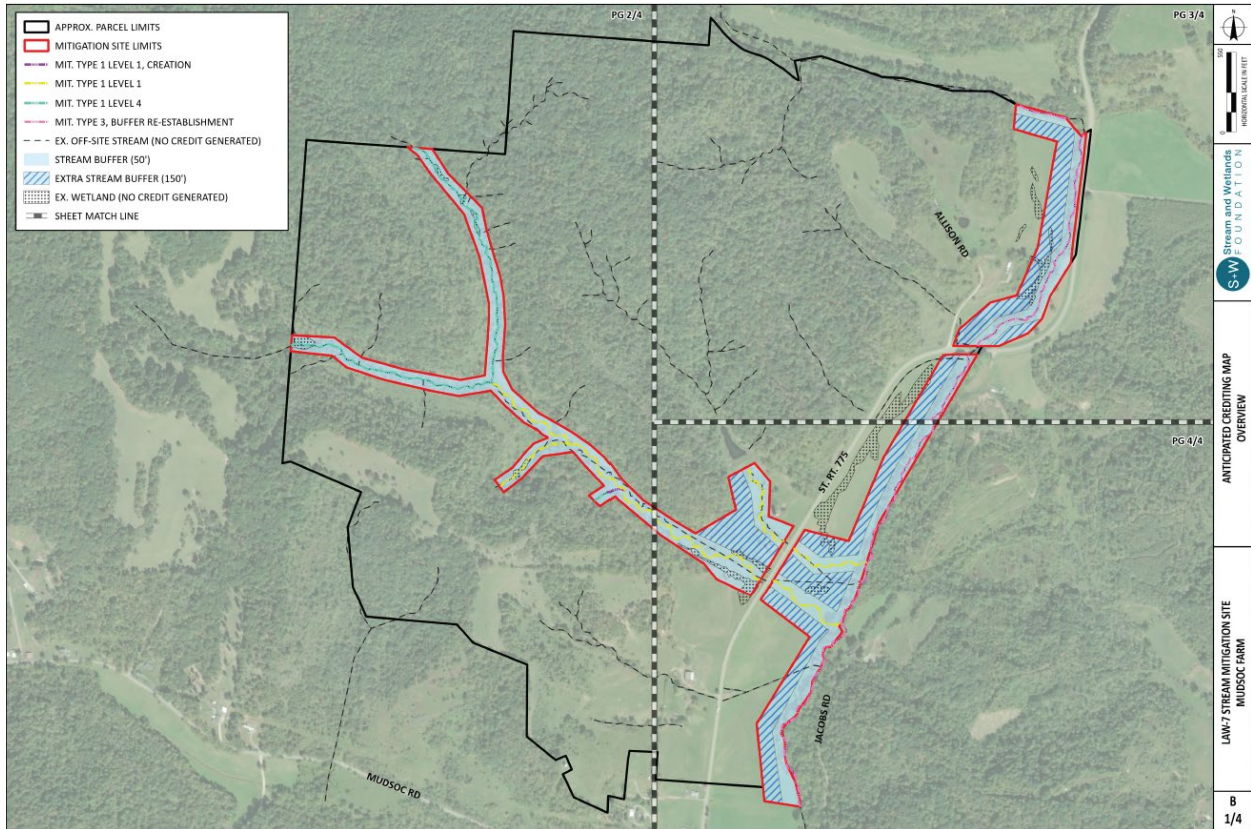 APPROX. PARCEL LIMITS
MITIGATION SITE LIMITS
MIT. TYPE 1 LEVEL 1, CREATION
MIT. TYPE 1 LEVEL 1
MIT. TYPE 1 LEVEL 4
MIT. TYPE 3, BUFFER RE-ESTABLISHMENT
EX. OFF-SITE STREAM (NO CREDIT GENERATED)
STREAM BUFFER (50')
EXTRA STREAM BUFFER (150')
EX. WETLAND (NO CREDIT GENERATED)
SHEET MATCH LINE
PG 2/4
PG 3/4
PG 4/4
ALLISON RD
ST. RT. 775
JACOBS RD
MUDSOC RD
N
0
550
HORIZONTAL SCALE IN FEET
S+W
Stream and Wetlands
FOUNDATION
ANTICIPATED CREDITING MAP
OVERVIEW
LAW-7 STREAM MITIGATION SITE
MUDSOC FARM
B
1/4